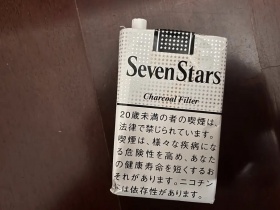 Seven Stars
Charcoal Filter
20歳未満の者の喫煙は、
法律で禁じられています。
喫煙は、様々な疾病にな
る危険性を高め、あなた
の健康寿命を短くするお
それがあります。ニコチン
には依存性があります。